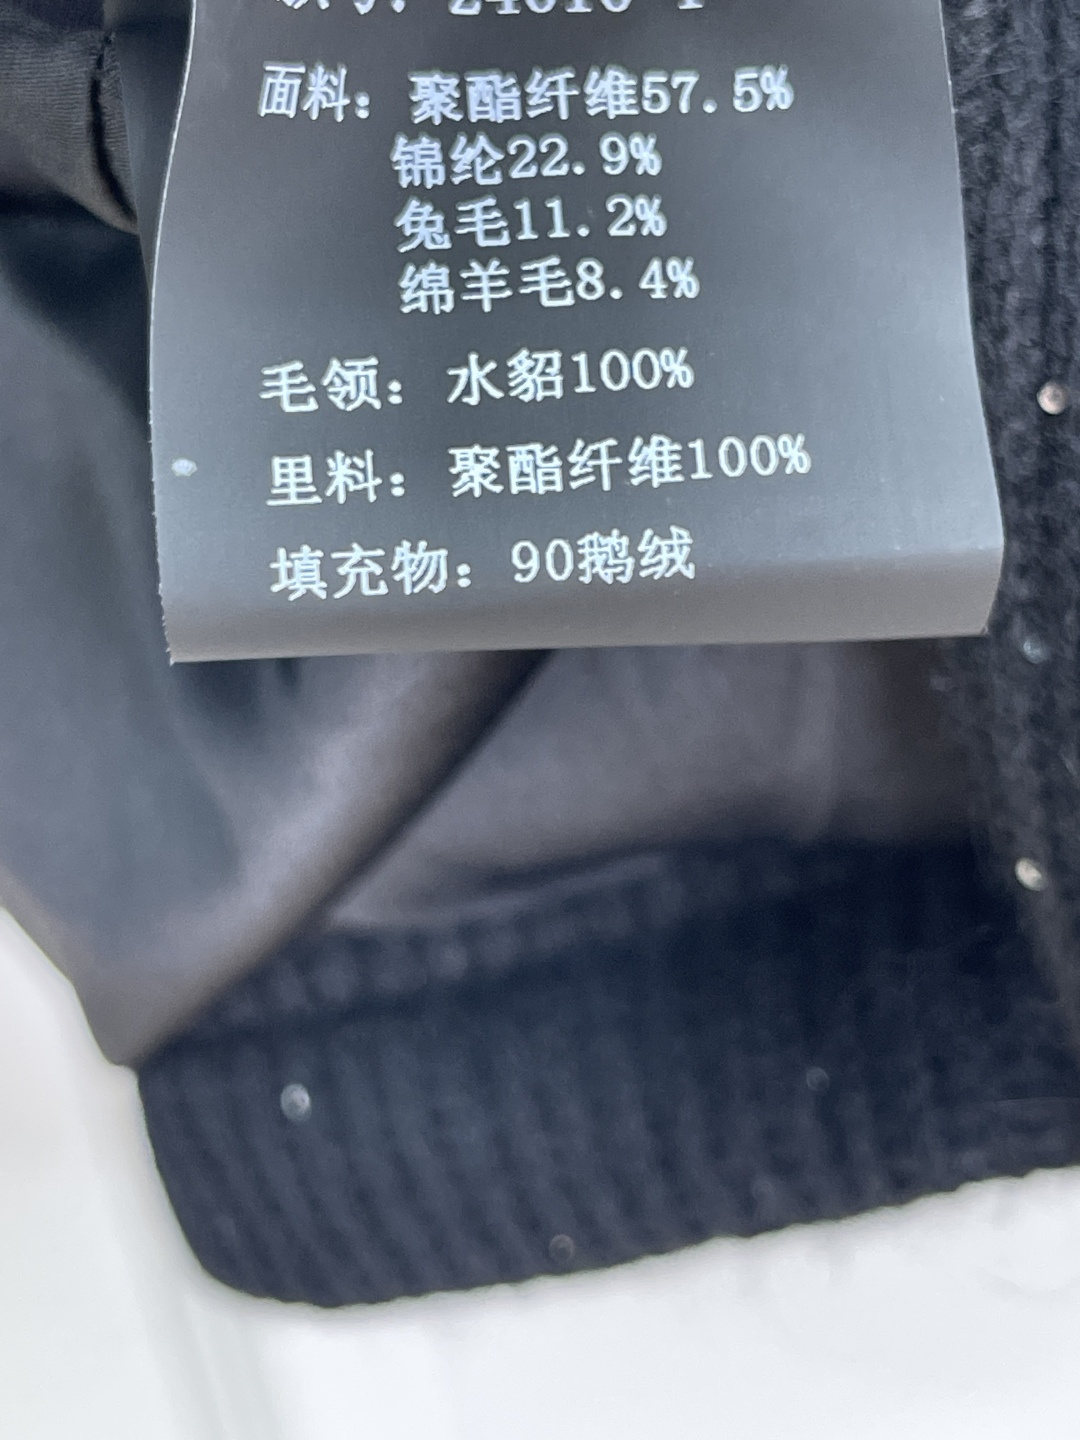 面料：聚酯纤维57.5%
锦纶22.9%
兔毛11.2%
绵羊毛8.4%
毛领：水貂100%
里料：聚酯纤维100%
填充物：90鹅绒